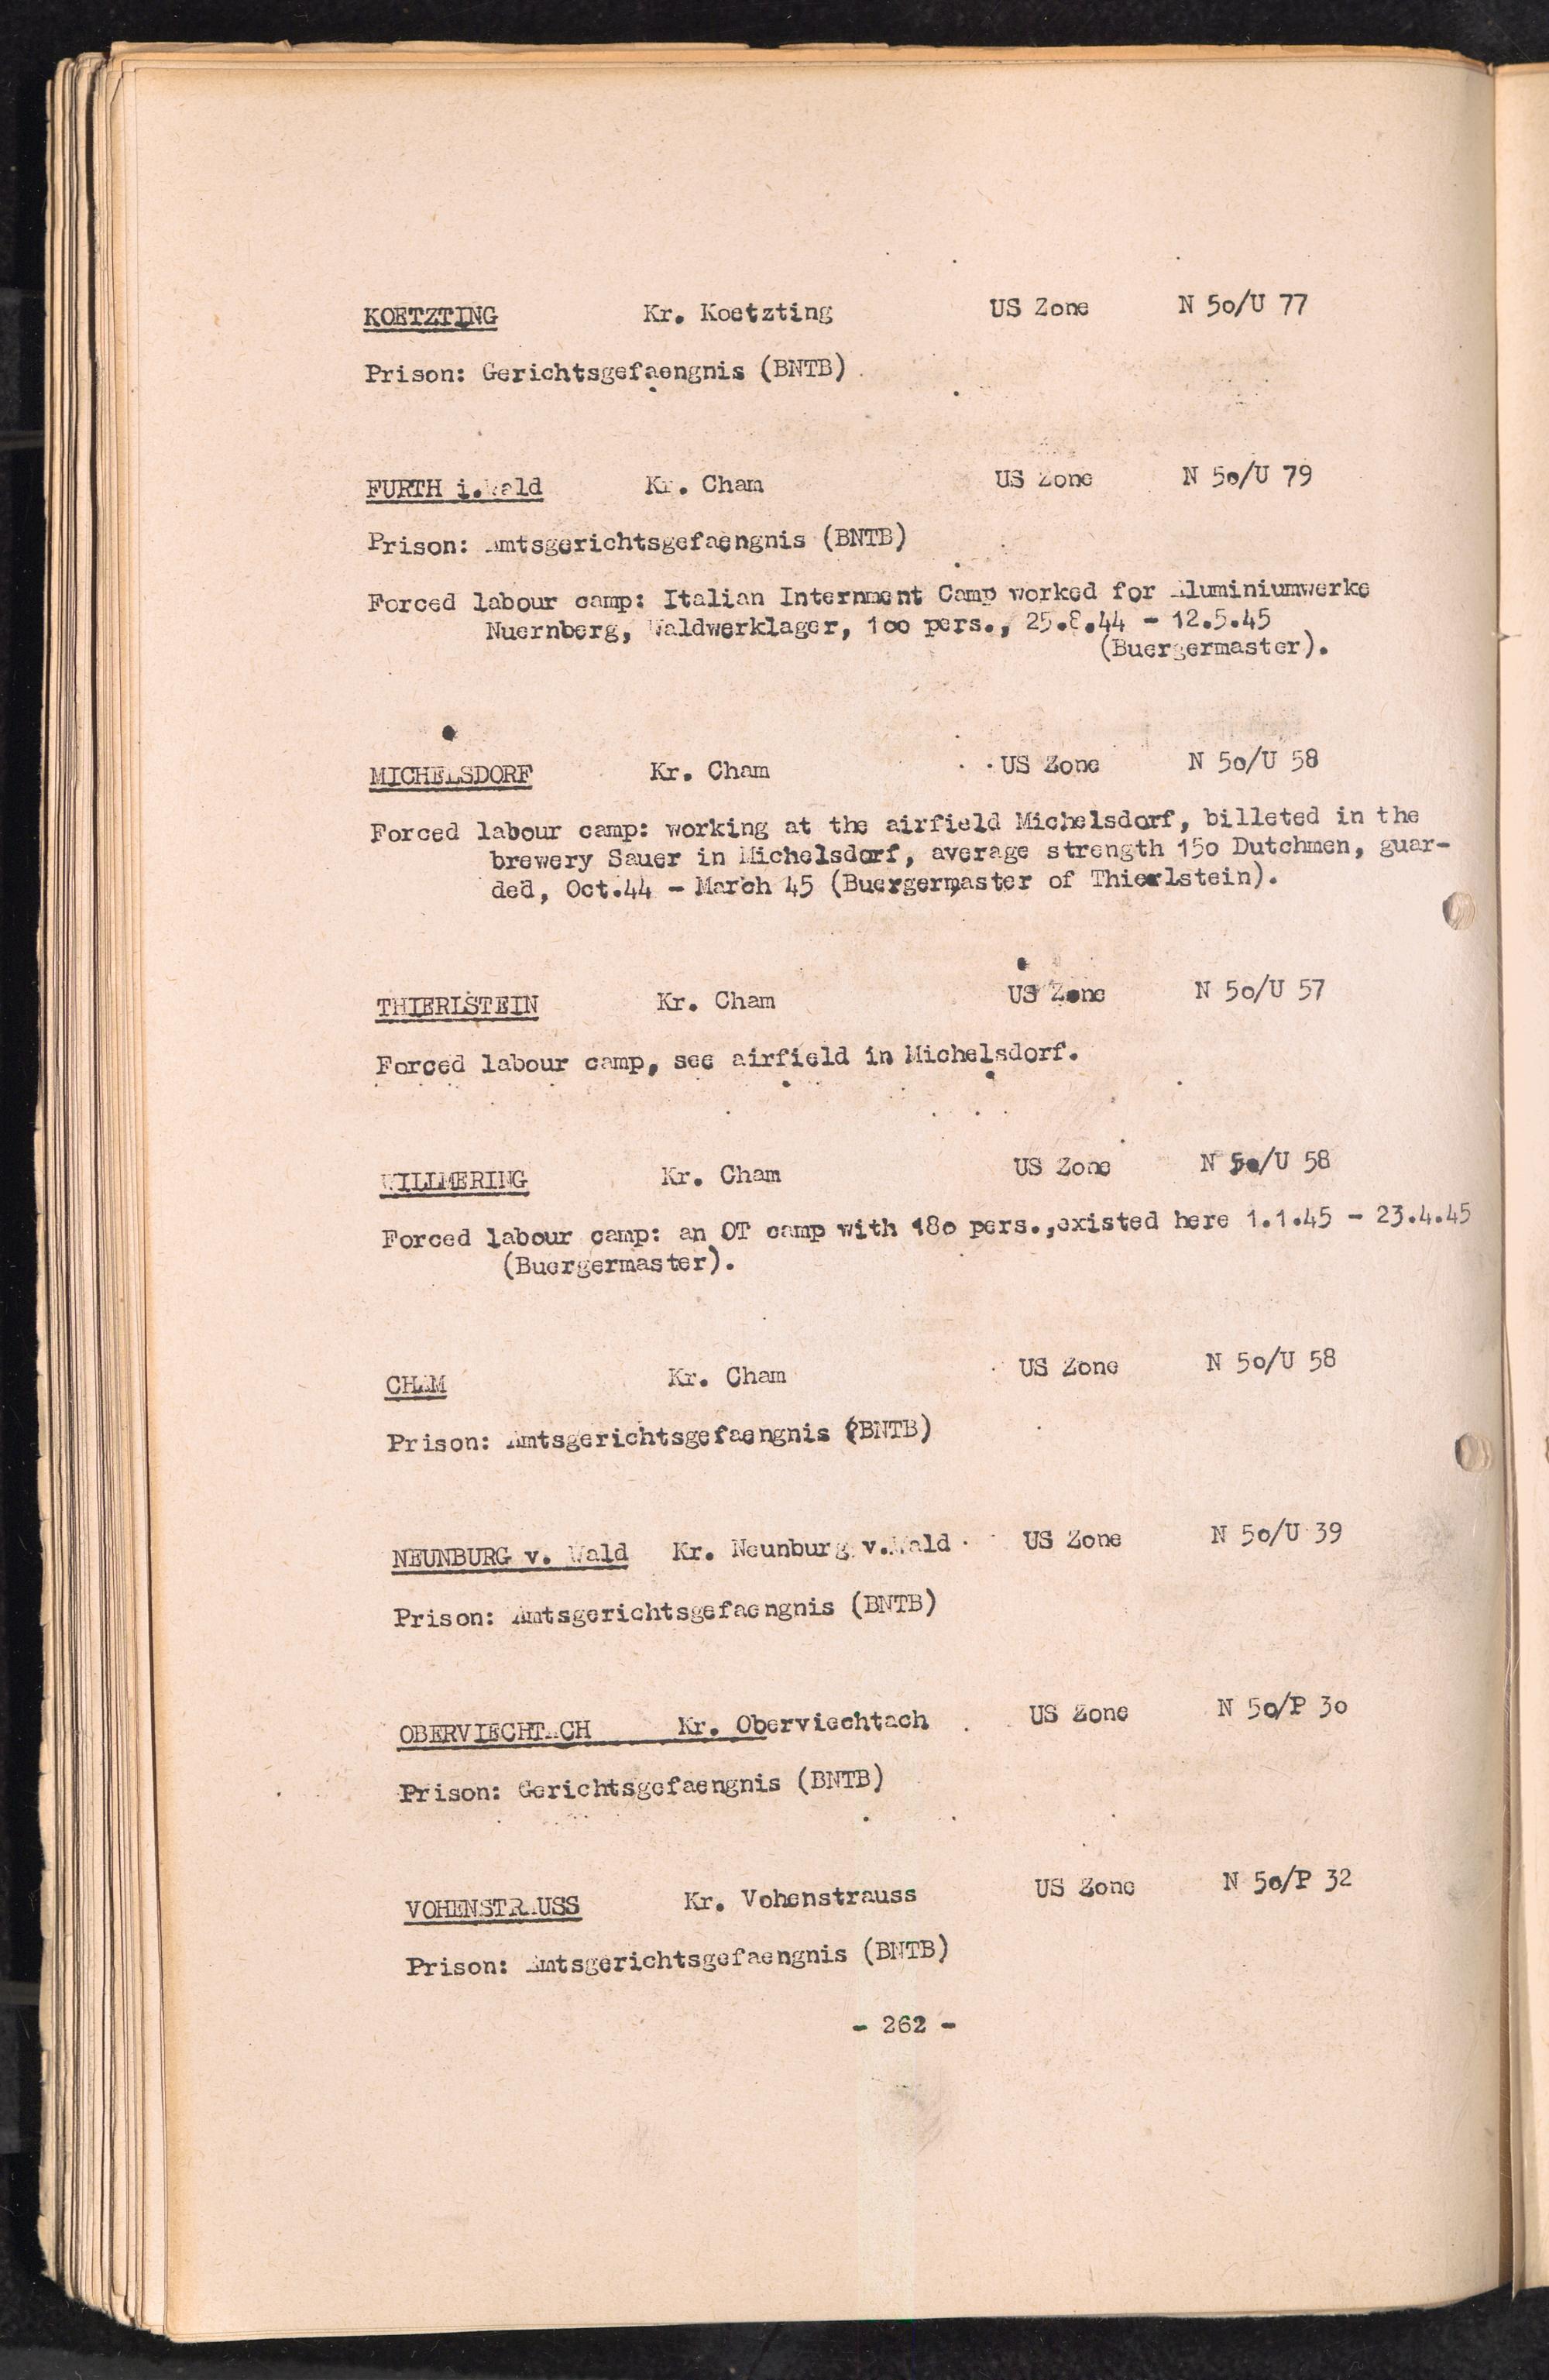 KOETZTING Kr. Koetzting US Zone N 5o/U 77
Prison: Gerichtsgefaengnis (BNTB)
FURTH i.Wald Kr. Cham US Zone N 5o/U 79
Prison: Amtsgerichtsgefaengnis (BNTB)
Forced labour camp: Italian Internment Camp worked for Aluminiumwerke
Nuernberg, Waldwerklager, 1oo pers., 25.8.44 - 12.5.45
(Buergermaster).
MICHELSDORF Kr. Cham US Zone N 5o/U 58
Forced labour camp: working at the airfield Michelsdorf, billeted in the
brewery Sauer in Michelsdorf, average strength 15o Dutchmen, guar-
ded, Oct.44 - March 45 (Buergermaster of Thierlstein).
THIERLSTEIN Kr. Cham US Zone N 5o/U 57
Forced labour camp, see airfield in Michelsdorf.
WILLMERING Kr. Cham US Zone N 5o/U 58
Forced labour camp: an OT camp with 18o pers.,existed here 1.1.45 - 23.4.45
(Buergermaster).
CHAM Kr. Cham US Zone N 5o/U 58
Prison: Amtsgerichtsgefaengnis (BNTB)
NEUNBURG v. Wald Kr. Neunburg v.Wald US Zone N 5o/U 39
Prison: Amtsgerichtsgefaengnis (BNTB)
OBERVIECHTACH Kr. Oberviechtach US Zone N 5o/P 3o
Prison: Gerichtsgefaengnis (BNTB)
VOHENSTRAUSS Kr. Vohenstrauss US Zone N 5o/P 32
Prison: Amtsgerichtsgefaengnis (BNTB)
- 262 -